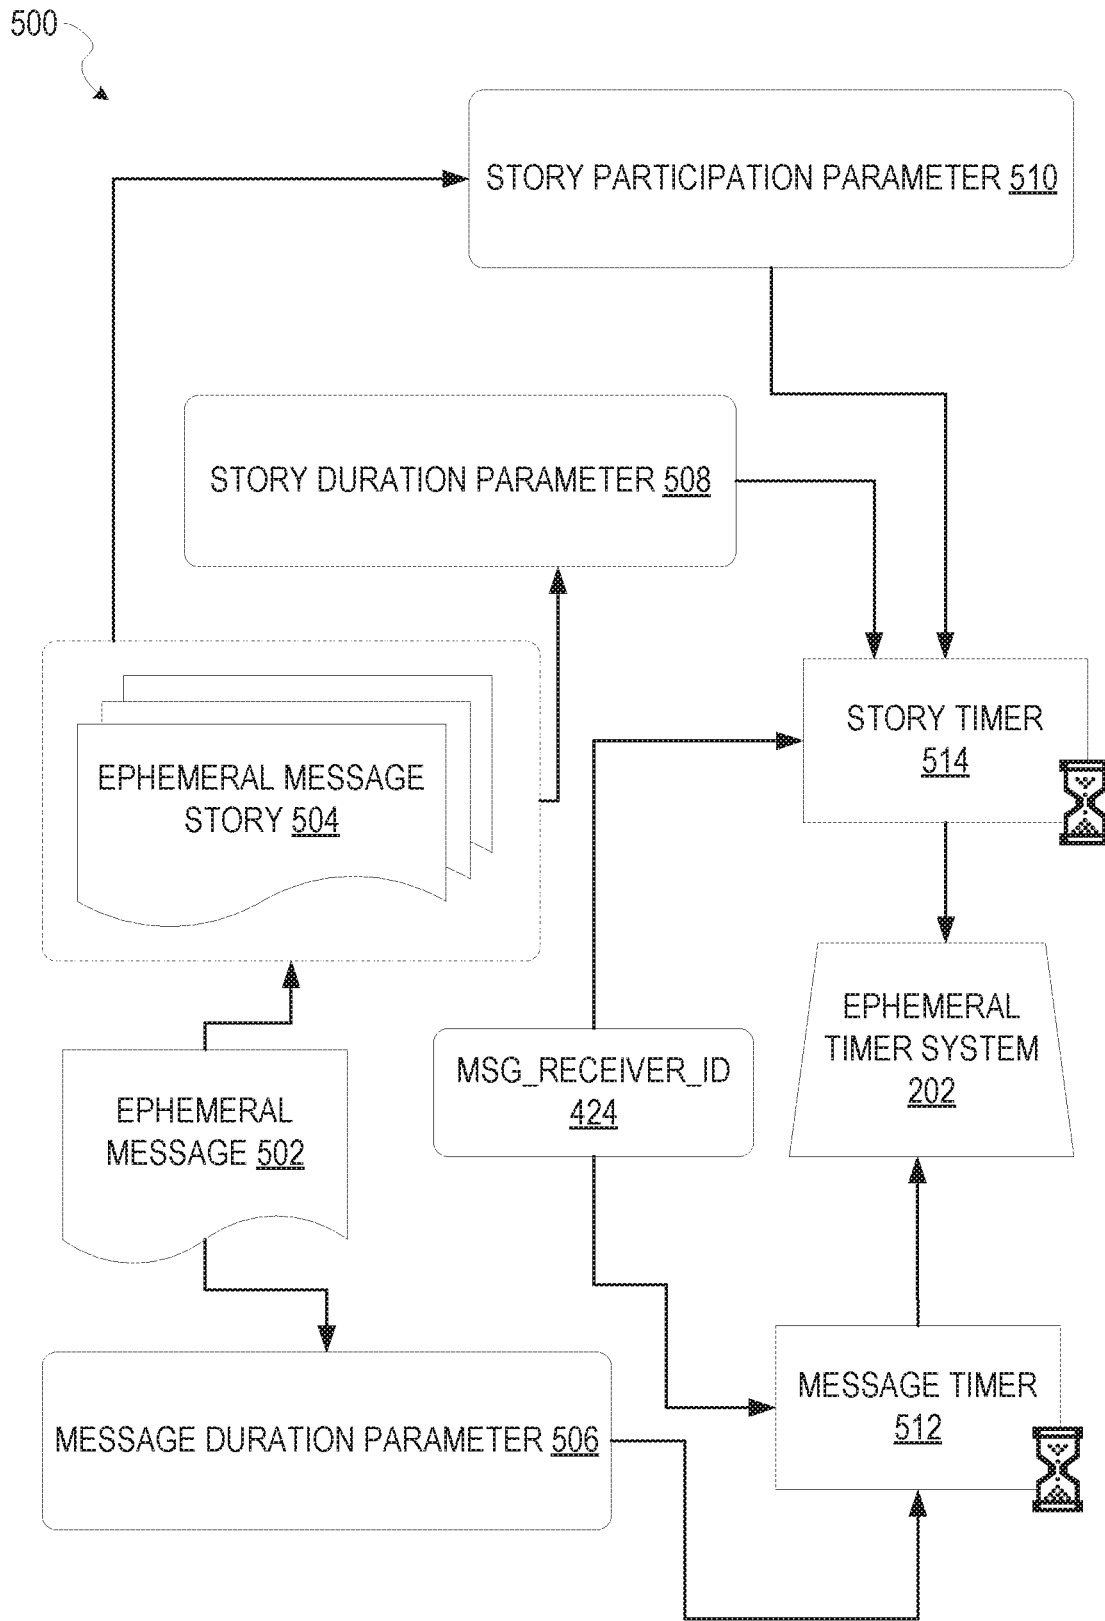 500
STORY PARTICIPATION PARAMETER 510
STORY DURATION PARAMETER 508
STORY TIMER
514
EPHEMERAL MESSAGE
STORY 504
EPHEMERAL
TIMER SYSTEM
202
MSG_RECEIVER_ID
424
EPHEMERAL
MESSAGE 502
MESSAGE TIMER
512
MESSAGE DURATION PARAMETER 506